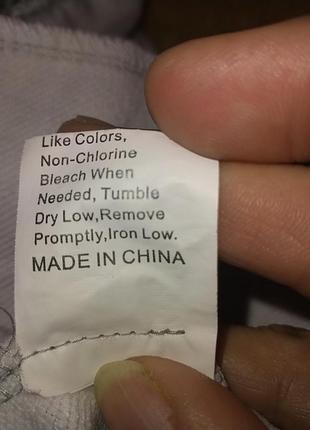 Like Colors,
Non-Chlorine
Bleach When
Needed, Tumble
Dry Low,Remove
Promptly,Iron Low.
MADE IN CHINA